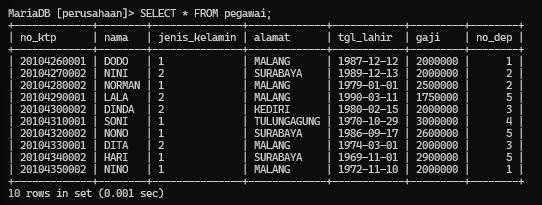 MariaDB [perusahaan]> SELECT * FROM pegawai;
+-------------+--------+---------------+-------------+------------+---------+--------+
| no_ktp      | nama   | jenis_kelamin | alamat      | tgl_lahir  | gaji    | no_dep |
+-------------+--------+---------------+-------------+------------+---------+--------+
| 20104260001 | DODO   | 1             | MALANG      | 1987-12-12 | 2000000 |      1 |
| 20104270002 | NINI   | 2             | SURABAYA    | 1989-12-13 | 2000000 |      2 |
| 20104280002 | NORMAN | 1             | MALANG      | 1979-01-01 | 2500000 |      2 |
| 20104290001 | LALA   | 2             | MALANG      | 1990-03-11 | 1750000 |      5 |
| 20104300002 | DINDA  | 2             | KEDIRI      | 1980-02-15 | 2000000 |      3 |
| 20104310001 | SONI   | 1             | TULUNGAGUNG | 1970-10-29 | 3000000 |      4 |
| 20104320002 | NONO   | 1             | SURABAYA    | 1986-09-17 | 2600000 |      5 |
| 20104330001 | DITA   | 2             | MALANG      | 1974-03-01 | 2000000 |      3 |
| 20104340002 | HARI   | 1             | SURABAYA    | 1969-11-01 | 2900000 |      5 |
| 20104350002 | NINO   | 1             | MALANG      | 1972-11-10 | 2000000 |      1 |
+-------------+--------+---------------+-------------+------------+---------+--------+
10 rows in set (0.001 sec)